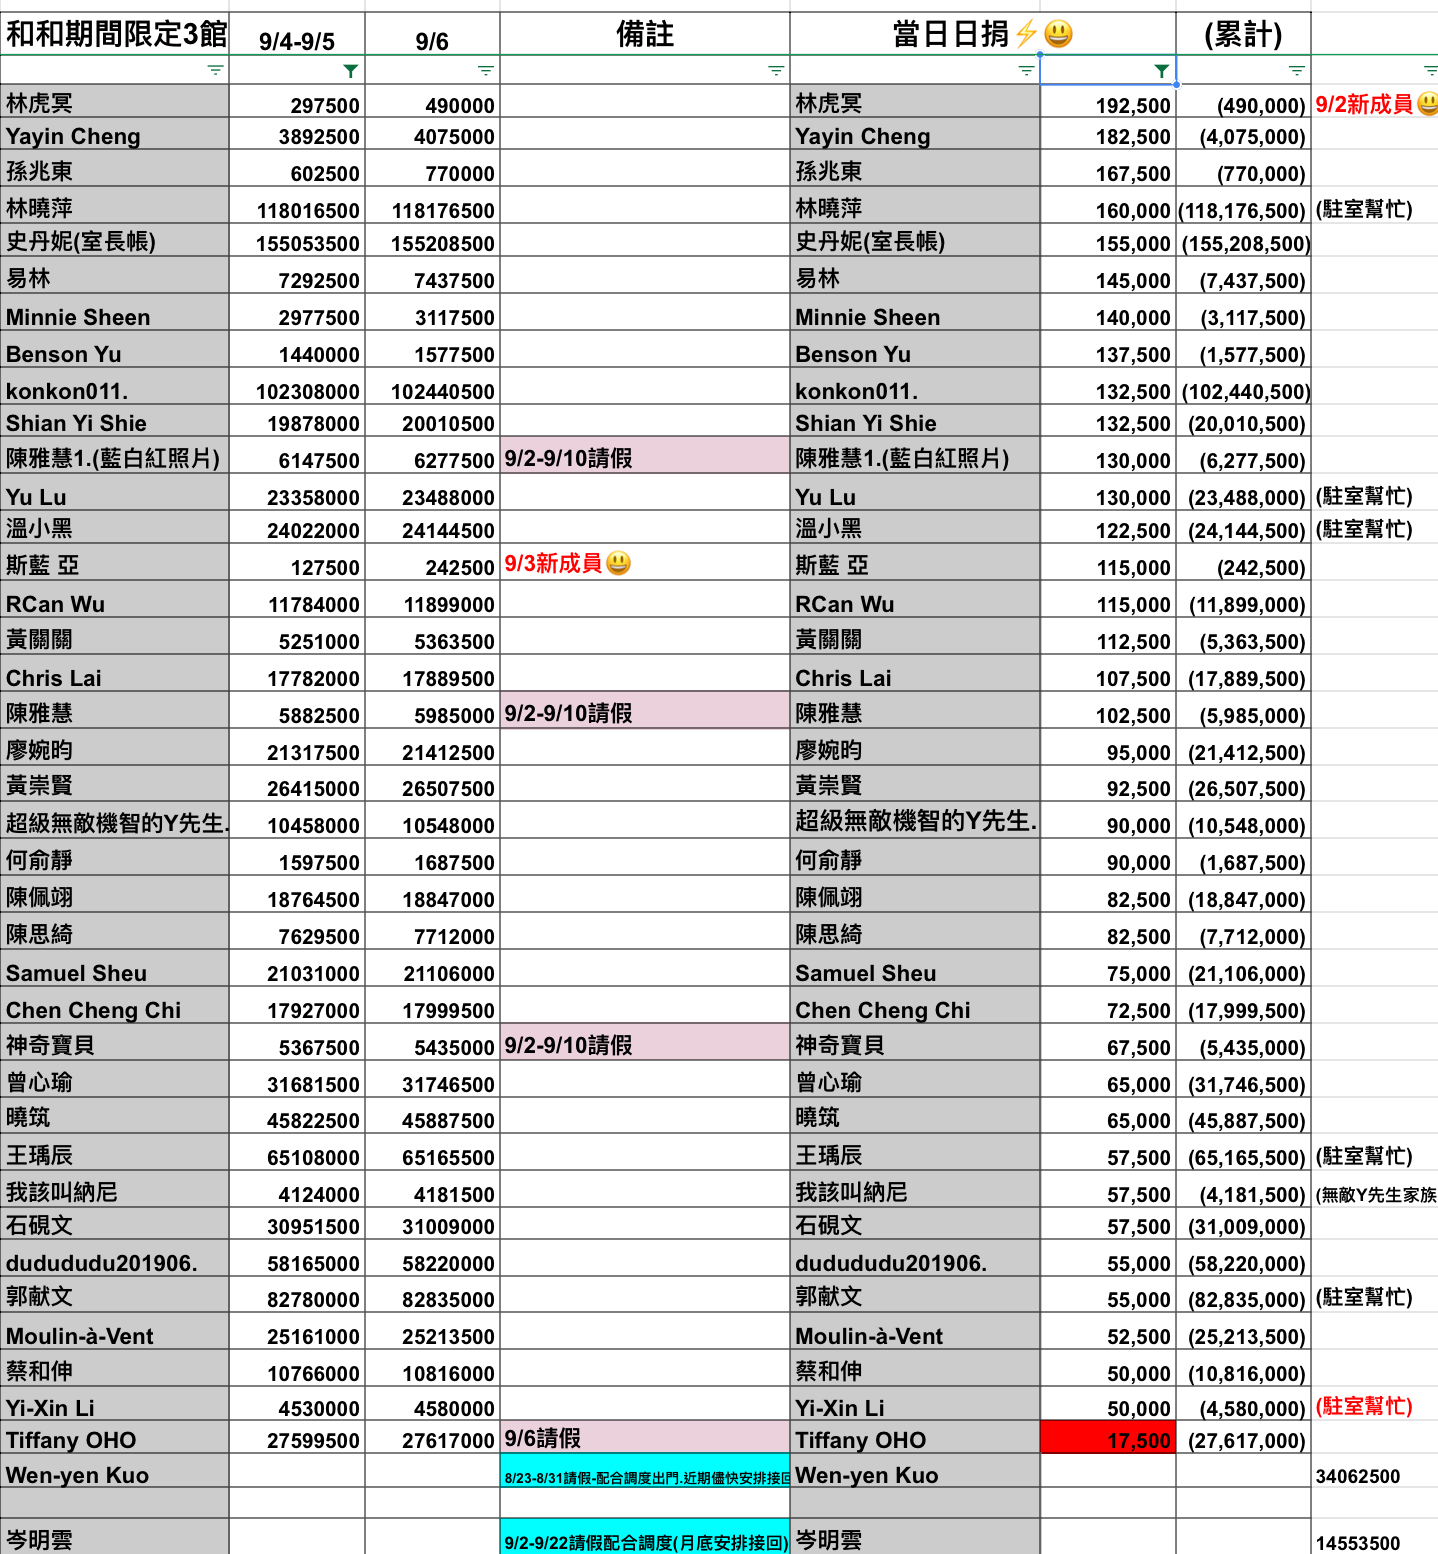 和和期間限定3館 9/4-9/5 9/6 備註 當日日捐⚡😃 (累計)
林虎冥 297500 490000 林虎冥 192,500 (490,000) 9/2新成員😃
Yayin Cheng 3892500 4075000 Yayin Cheng 182,500 (4,075,000)
孫兆東 602500 770000 孫兆東 167,500 (770,000)
林曉萍 118016500 118176500 林曉萍 160,000 (118,176,500) (駐室幫忙)
史丹妮(室長帳) 155053500 155208500 史丹妮(室長帳) 155,000 (155,208,500)
易林 7292500 7437500 易林 145,000 (7,437,500)
Minnie Sheen 2977500 3117500 Minnie Sheen 140,000 (3,117,500)
Benson Yu 1440000 1577500 Benson Yu 137,500 (1,577,500)
konkon011. 102308000 102440500 konkon011. 132,500 (102,440,500)
Shian Yi Shie 19878000 20010500 Shian Yi Shie 132,500 (20,010,500)
陳雅慧1.(藍白紅照片) 6147500 6277500 9/2-9/10請假 陳雅慧1.(藍白紅照片) 130,000 (6,277,500)
Yu Lu 23358000 23488000 Yu Lu 130,000 (23,488,000) (駐室幫忙)
溫小黑 24022000 24144500 溫小黑 122,500 (24,144,500) (駐室幫忙)
斯藍 亞 127500 242500 9/3新成員😃 斯藍 亞 115,000 (242,500)
RCan Wu 11784000 11899000 RCan Wu 115,000 (11,899,000)
黃關關 5251000 5363500 黃關關 112,500 (5,363,500)
Chris Lai 17782000 17889500 Chris Lai 107,500 (17,889,500)
陳雅慧 5882500 5985000 9/2-9/10請假 陳雅慧 102,500 (5,985,000)
廖婉昀 21317500 21412500 廖婉昀 95,000 (21,412,500)
黃崇賢 26415000 26507500 黃崇賢 92,500 (26,507,500)
超級無敵機智的Y先生. 10458000 10548000 超級無敵機智的Y先生. 90,000 (10,548,000)
何俞靜 1597500 1687500 何俞靜 90,000 (1,687,500)
陳佩翊 18764500 18847000 陳佩翊 82,500 (18,847,000)
陳思綺 7629500 7712000 陳思綺 82,500 (7,712,000)
Samuel Sheu 21031000 21106000 Samuel Sheu 75,000 (21,106,000)
Chen Cheng Chi 17927000 17999500 Chen Cheng Chi 72,500 (17,999,500)
神奇寶貝 5367500 5435000 9/2-9/10請假 神奇寶貝 67,500 (5,435,000)
曾心瑜 31681500 31746500 曾心瑜 65,000 (31,746,500)
曉筑 45822500 45887500 曉筑 65,000 (45,887,500)
王瑀辰 65108000 65165500 王瑀辰 57,500 (65,165,500) (駐室幫忙)
我該叫納尼 4124000 4181500 我該叫納尼 57,500 (4,181,500) (無敵Y先生家族
石硯文 30951500 31009000 石硯文 57,500 (31,009,000)
dudududu201906. 58165000 58220000 dudududu201906. 55,000 (58,220,000)
郭献文 82780000 82835000 郭献文 55,000 (82,835,000) (駐室幫忙)
Moulin-à-Vent 25161000 25213500 Moulin-à-Vent 52,500 (25,213,500)
蔡和伸 10766000 10816000 蔡和伸 50,000 (10,816,000)
Yi-Xin Li 4530000 4580000 Yi-Xin Li 50,000 (4,580,000) (駐室幫忙)
Tiffany OHO 27599500 27617000 9/6請假 Tiffany OHO 17,500 (27,617,000)
Wen-yen Kuo 8/23-8/31請假-配合調度出門.近期儘快安排接回 Wen-yen Kuo 34062500
岑明雲 9/2-9/22請假配合調度(月底安排接回) 岑明雲 14553500